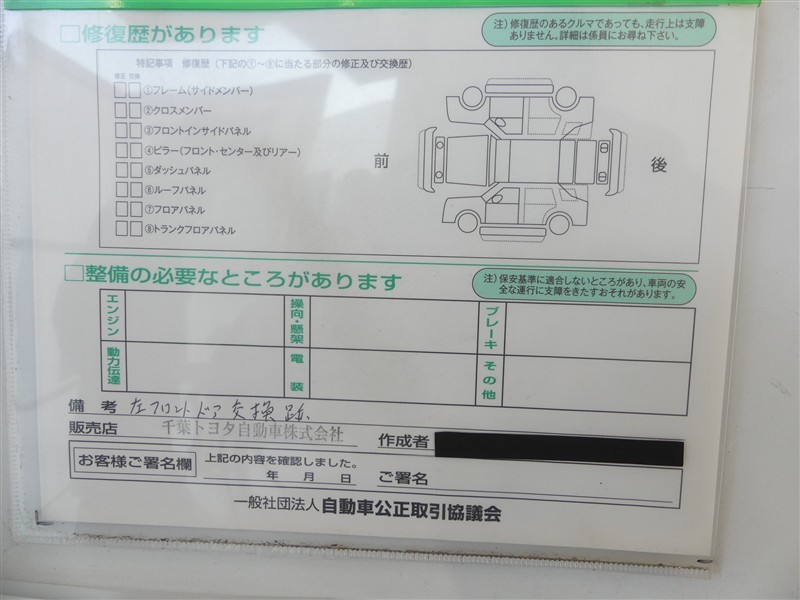 □修復歴があります
注）修復歴のあるクルマであっても、走行上は支障
ありません。詳細は係員にお尋ね下さい。
特記事項 修復歴（下記の①～⑧に当たる部分の修正及び交換歴）
修正 交換
□□①フレーム（サイドメンバー）
□□②クロスメンバー
□□③フロントインサイドパネル
□□④ピラー（フロント・センター及びリアー）
□□⑤ダッシュパネル
□□⑥ルーフパネル
□□⑦フロアパネル
□□⑧トランクフロアパネル
前
後
□整備の必要なところがあります
注）保安基準に適合しないところがあり、車両の安
全な運行に支障をきたすおそれがあります。
エンジン
操向・懸架
ブレーキ
動力伝達
電装
その他
備考 左フロントドア交換跡
販売店 千葉トヨタ自動車株式会社
作成者
お客様ご署名欄
上記の内容を確認しました。
年 月 日
ご署名
一般社団法人 自動車公正取引協議会